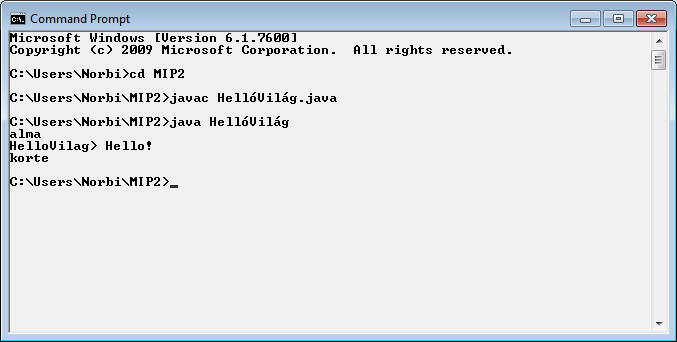 Command Prompt
Microsoft Windows [Version 6.1.7600]
Copyright (c) 2009 Microsoft Corporation.  All rights reserved.
C:\Users\Norbi>cd MIP2
C:\Users\Norbi\MIP2>javac HellóVilág.java
C:\Users\Norbi\MIP2>java HellóVilág
alma
HelloVilag> Hello!
korte
C:\Users\Norbi\MIP2>_